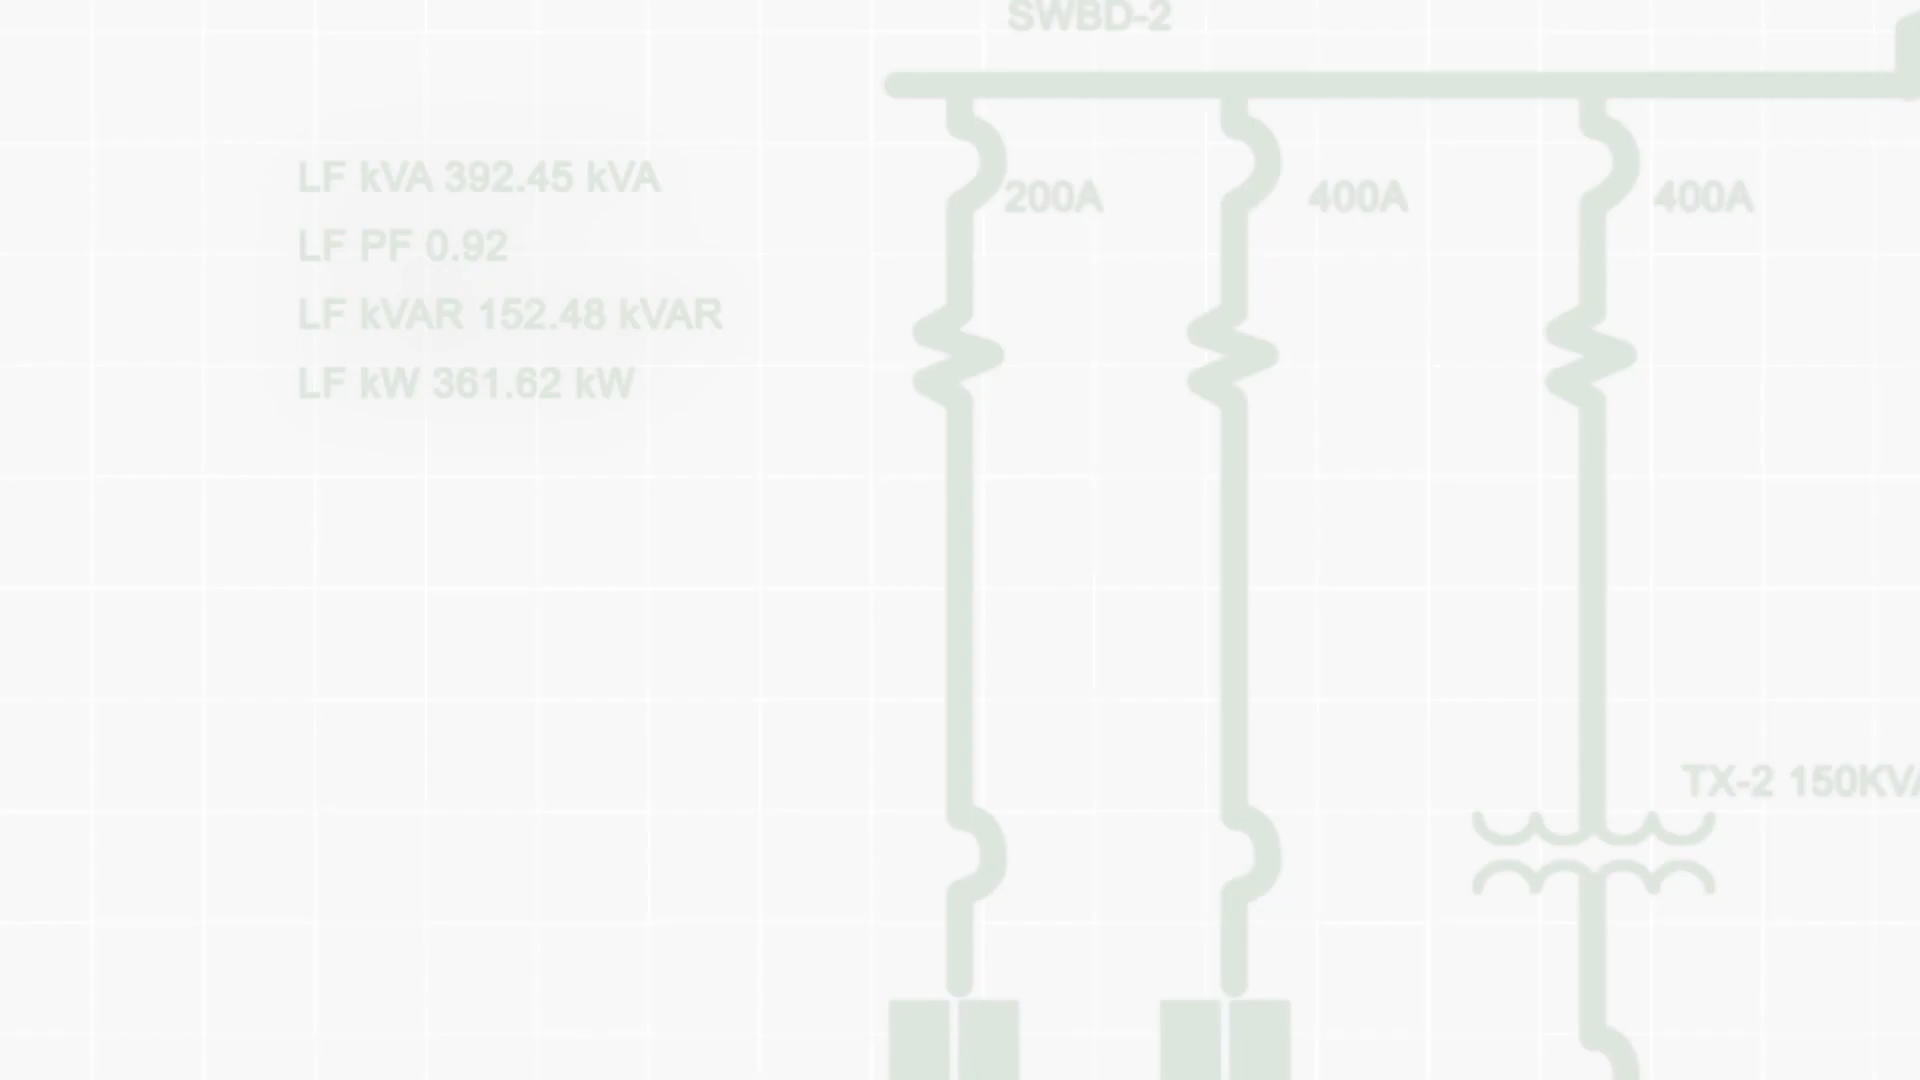 SWBD-2
LF kVA 392.45 kVA
LF PF 0.92
LF kVAR 152.48 kVAR
LF kW 361.62 kW
200A
400A
400A
TX-2 150KVA